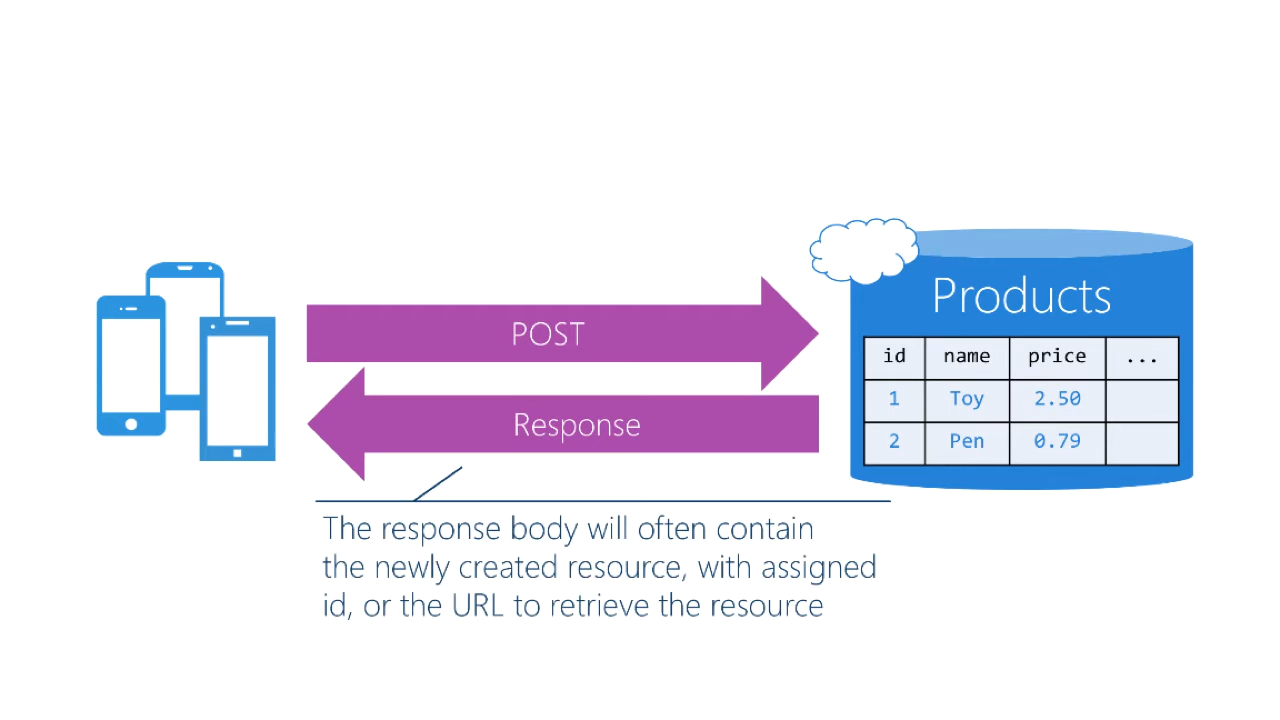 Products
POST
id name price ...
1 Toy 2.50
2 Pen 0.79
Response
The response body will often contain
the newly created resource, with assigned
id, or the URL to retrieve the resource